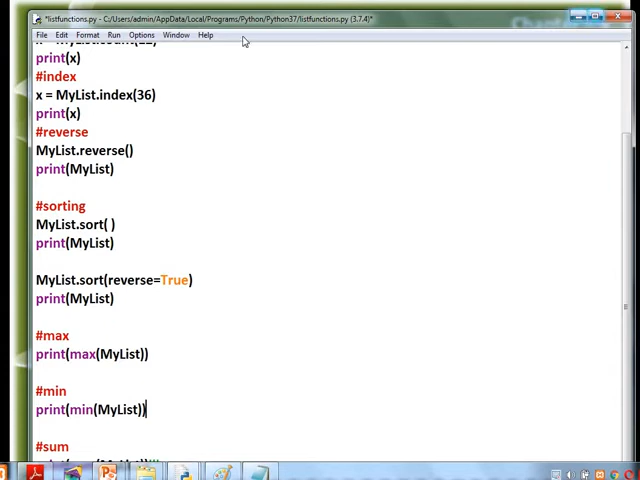 *listfunctions.py - C:/Users/admin/AppData/Local/Programs/Python/Python37/listfunctions.py (3.7.4)*
File Edit Format Run Options Window Help
print(x)
#index
x = MyList.index(36)
print(x)
#reverse
MyList.reverse()
print(MyList)
#sorting
MyList.sort( )
print(MyList)
MyList.sort(reverse=True)
print(MyList)
#max
print(max(MyList))
#min
print(min(MyList))
#sum